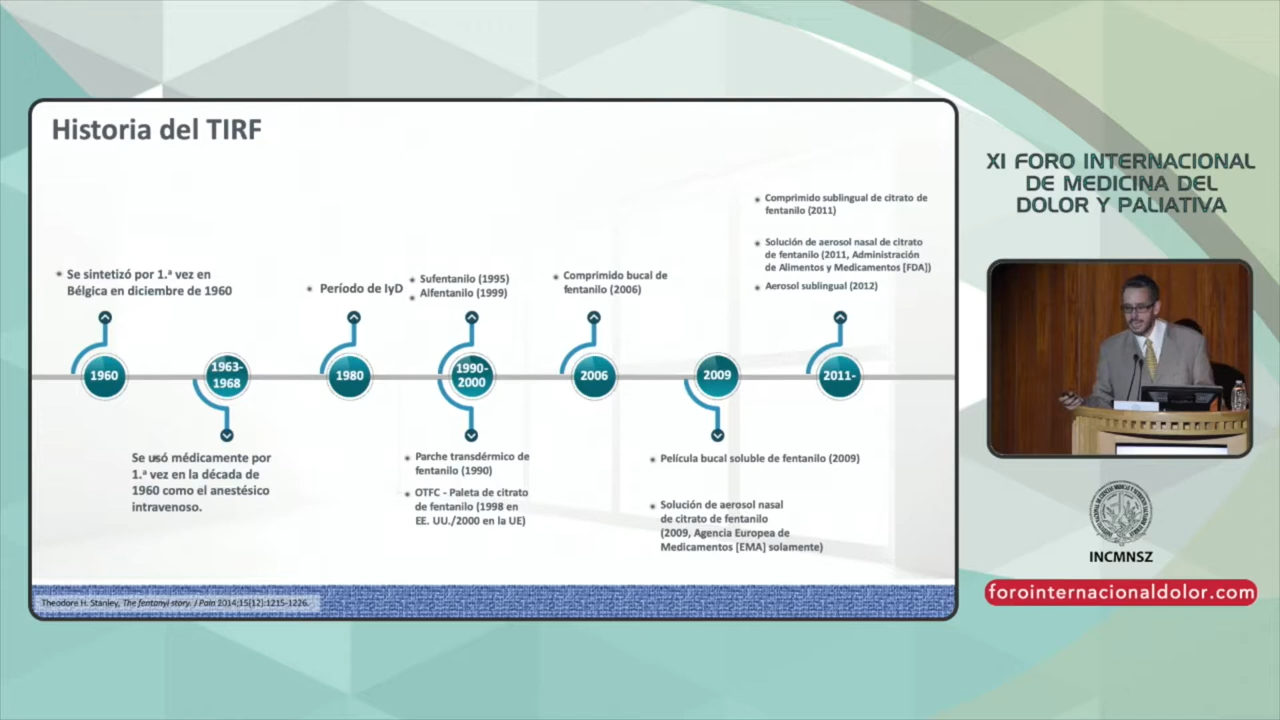 Historia del TIRF
Se sintetizó por 1.ª vez en
Bélgica en diciembre de 1960
Período de IyD
Sufentanilo (1995)
Alfentanilo (1999)
Comprimido bucal de
fentanilo (2006)
Comprimido sublingual de citrato de
fentanilo (2011)
Solución de aerosol nasal de citrato
de fentanilo (2011, Administración
de Alimentos y Medicamentos [FDA])
Aerosol sublingual (2012)
1960
1963-
1968
1980
1990-
2000
2006
2009
2011-
Se usó médicamente por
1.ª vez en la década de
1960 como el anestésico
intravenoso.
Parche transdérmico de
fentanilo (1990)
OTFC - Paleta de citrato
de fentanilo (1998 en
EE. UU./2000 en la UE)
Película bucal soluble de fentanilo (2009)
Solución de aerosol nasal
de citrato de fentanilo
(2009, Agencia Europea de
Medicamentos [EMA] solamente)
Theodore H. Stanley, The fentanyl story. J Pain 2014;15(12):1215-1226.
XI FORO INTERNACIONAL
DE MEDICINA DEL
DOLOR Y PALIATIVA
INCMNSZ
forointernacionaldolor.com